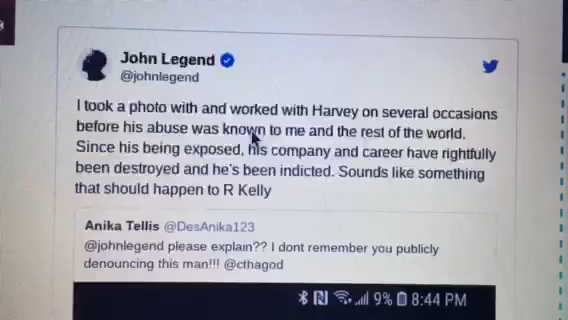 John Legend
@johnlegend
I took a photo with and worked with Harvey on several occasions
before his abuse was known to me and the rest of the world.
Since his being exposed, his company and career have rightfully
been destroyed and he's been indicted. Sounds like something
that should happen to R Kelly
Anika Tellis @DesAnika123
@johnlegend please explain?? I dont remember you publicly
denouncing this man!!! @cthagod
9% 8:44 PM